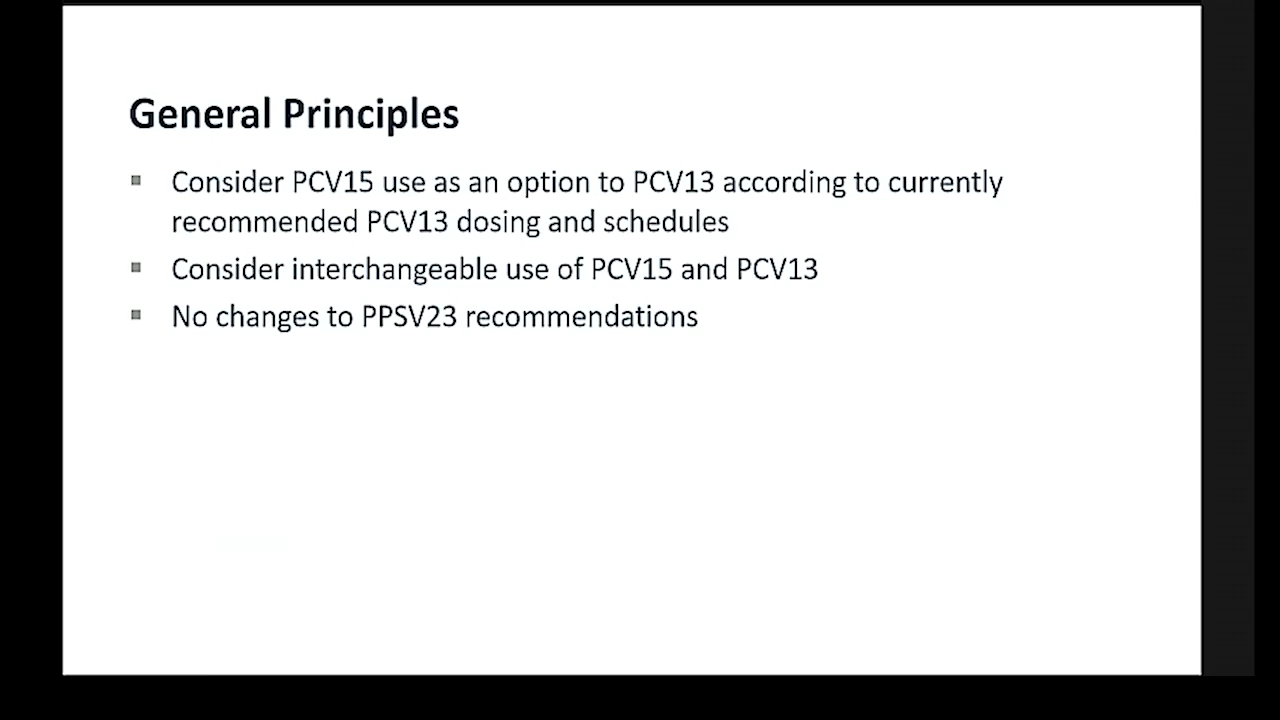 General Principles
Consider PCV15 use as an option to PCV13 according to currently
recommended PCV13 dosing and schedules
Consider interchangeable use of PCV15 and PCV13
No changes to PPSV23 recommendations